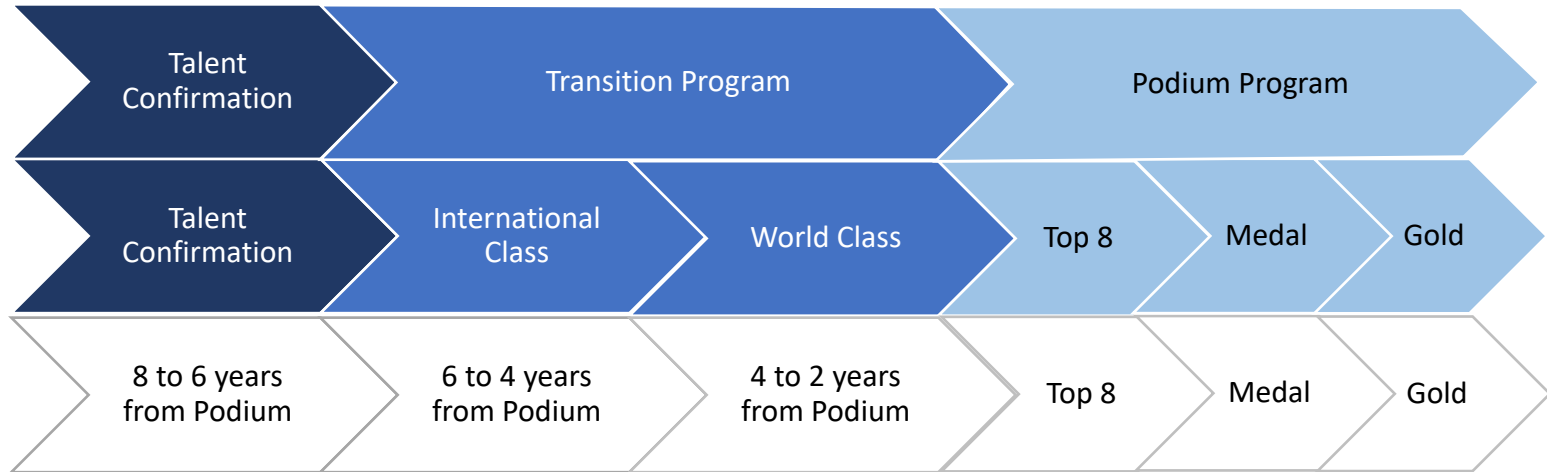 Talent
Confirmation
Transition Program
Podium Program
Talent
Confirmation
International
Class
World Class
Top 8
Medal
Gold
8 to 6 years
from Podium
6 to 4 years
from Podium
4 to 2 years
from Podium
Top 8
Medal
Gold